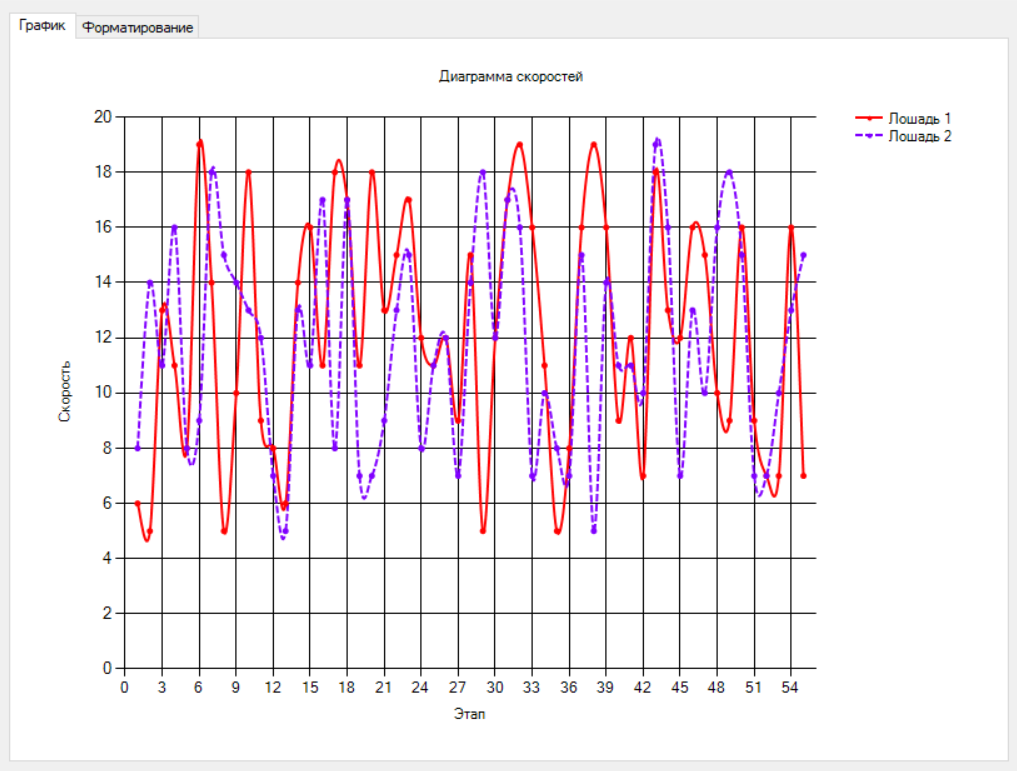 График Форматирование
Диаграмма скоростей
Лошадь 1
Лошадь 2
20
18
16
14
12
10
8
6
4
2
0
Скорость
0 3 6 9 12 15 18 21 24 27 30 33 36 39 42 45 48 51 54
Этап